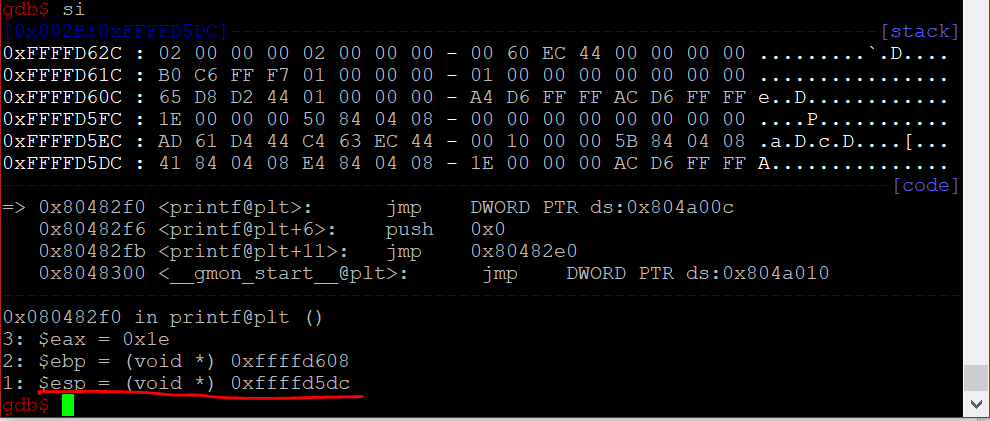 gdb$ si
[0x002B:0xFFFFD5DC]------------------------------------------------------[stack]
0xFFFFD62C : 02 00 00 00 02 00 00 00 - 00 60 EC 44 00 00 00 00 .........`.D....
0xFFFFD61C : B0 C6 FF F7 01 00 00 00 - 01 00 00 00 00 00 00 00 ................
0xFFFFD60C : 65 D8 D2 44 01 00 00 00 - A4 D6 FF FF AC D6 FF FF e..D............
0xFFFFD5FC : 1E 00 00 00 50 84 04 08 - 00 00 00 00 00 00 00 00 ....P...........
0xFFFFD5EC : AD 61 D4 44 C4 63 EC 44 - 00 10 00 00 5B 84 04 08 .a.D.c.D....[...
0xFFFFD5DC : 41 84 04 08 E4 84 04 08 - 1E 00 00 00 AC D6 FF FF A...............
--------------------------------------------------------------------------[code]
=> 0x80482f0 <printf@plt>: jmp DWORD PTR ds:0x804a00c
0x80482f6 <printf@plt+6>: push 0x0
0x80482fb <printf@plt+11>: jmp 0x80482e0
0x8048300 <__gmon_start__@plt>: jmp DWORD PTR ds:0x804a010
--------------------------------------------------------------------------------
0x080482f0 in printf@plt ()
3: $eax = 0x1e
2: $ebp = (void *) 0xffffd608
1: $esp = (void *) 0xffffd5dc
gdb$